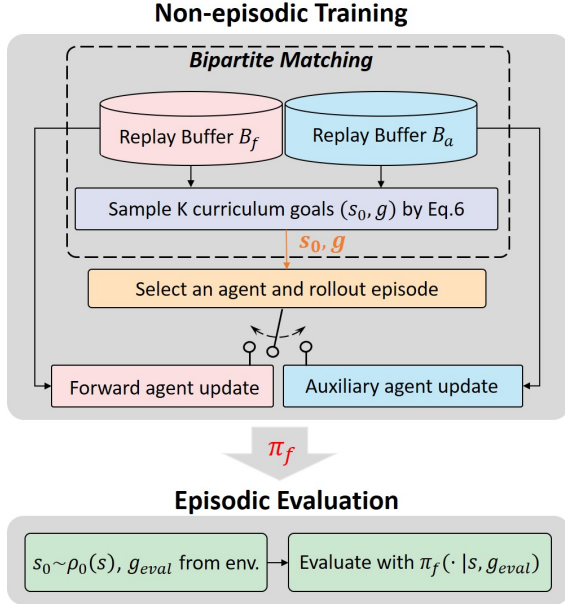 Non-episodic Training
Bipartite Matching
Replay Buffer B_f
Replay Buffer B_a
Sample K curriculum goals (s_0, g) by Eq.6
s_0, g
Select an agent and rollout episode
Forward agent update
Auxiliary agent update
π_f
Episodic Evaluation
s_0~ρ_0(s), g_eval from env.
Evaluate with π_f(· |s, g_eval)